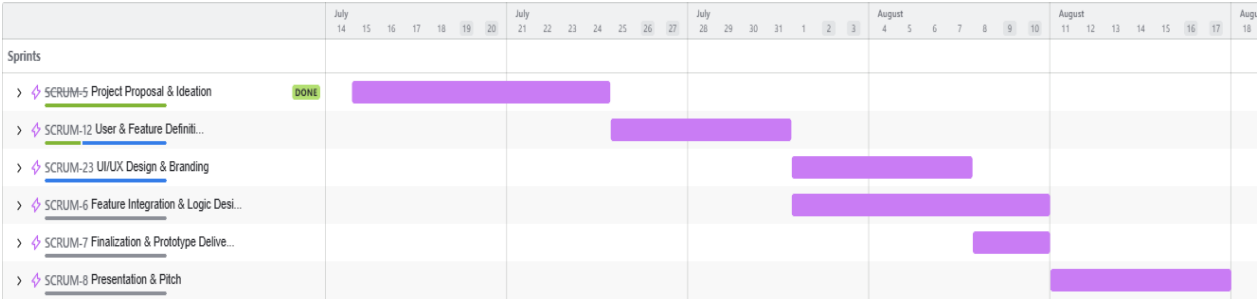 July July July August August Augu
14 15 16 17 18 19 20 21 22 23 24 25 26 27 28 29 30 31 1 2 3 4 5 6 7 8 9 10 11 12 13 14 15 16 17 18
Sprints
SCRUM-5 Project Proposal & Ideation DONE
SCRUM-12 User & Feature Definiti...
SCRUM-23 UI/UX Design & Branding
SCRUM-6 Feature Integration & Logic Desi...
SCRUM-7 Finalization & Prototype Delive...
SCRUM-8 Presentation & Pitch